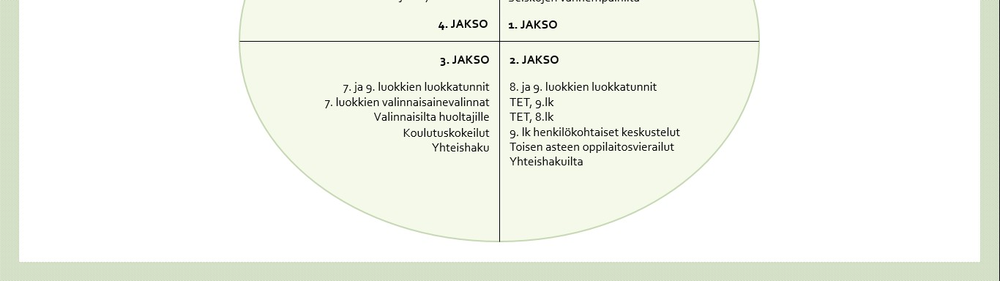 Seiskojen vanhempainilta
4. JAKSO
1. JAKSO
3. JAKSO
7. ja 9. luokkien luokkatunnit
7. luokkien valinnaisainevalinnat
Valinnaisilta huoltajille
Koulutuskokeilut
Yhteishaku
2. JAKSO
8. ja 9. luokkien luokkatunnit
TET, 9.lk
TET, 8.lk
9. lk henkilökohtaiset keskustelut
Toisen asteen oppilaitosvierailut
Yhteishakuilta